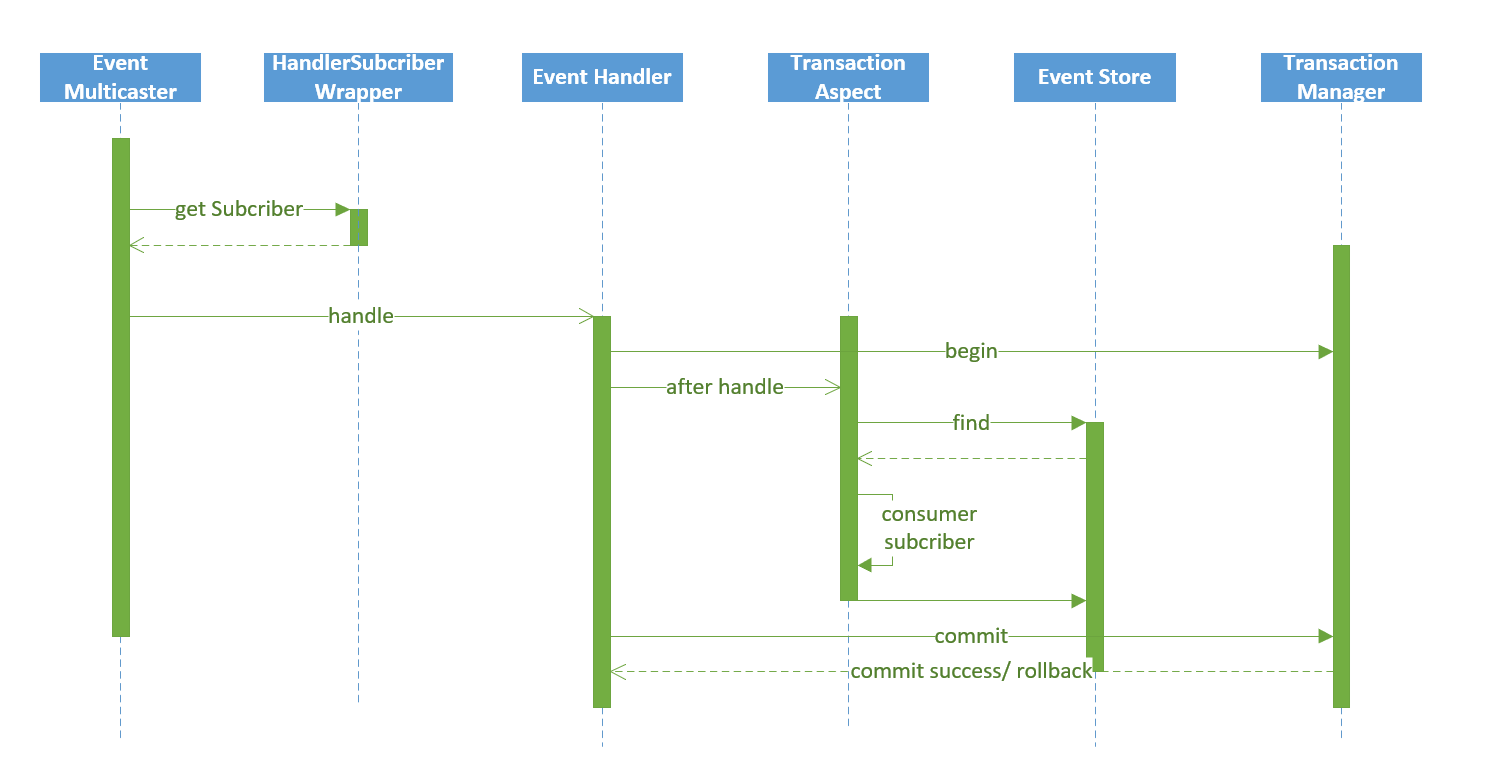 Event
Multicaster
HandlerSubcriber
Wrapper
Event Handler
Transaction
Aspect
Event Store
Transaction
Manager
get Subcriber
handle
begin
after handle
find
consumer
subcriber
commit
commit success/ rollback